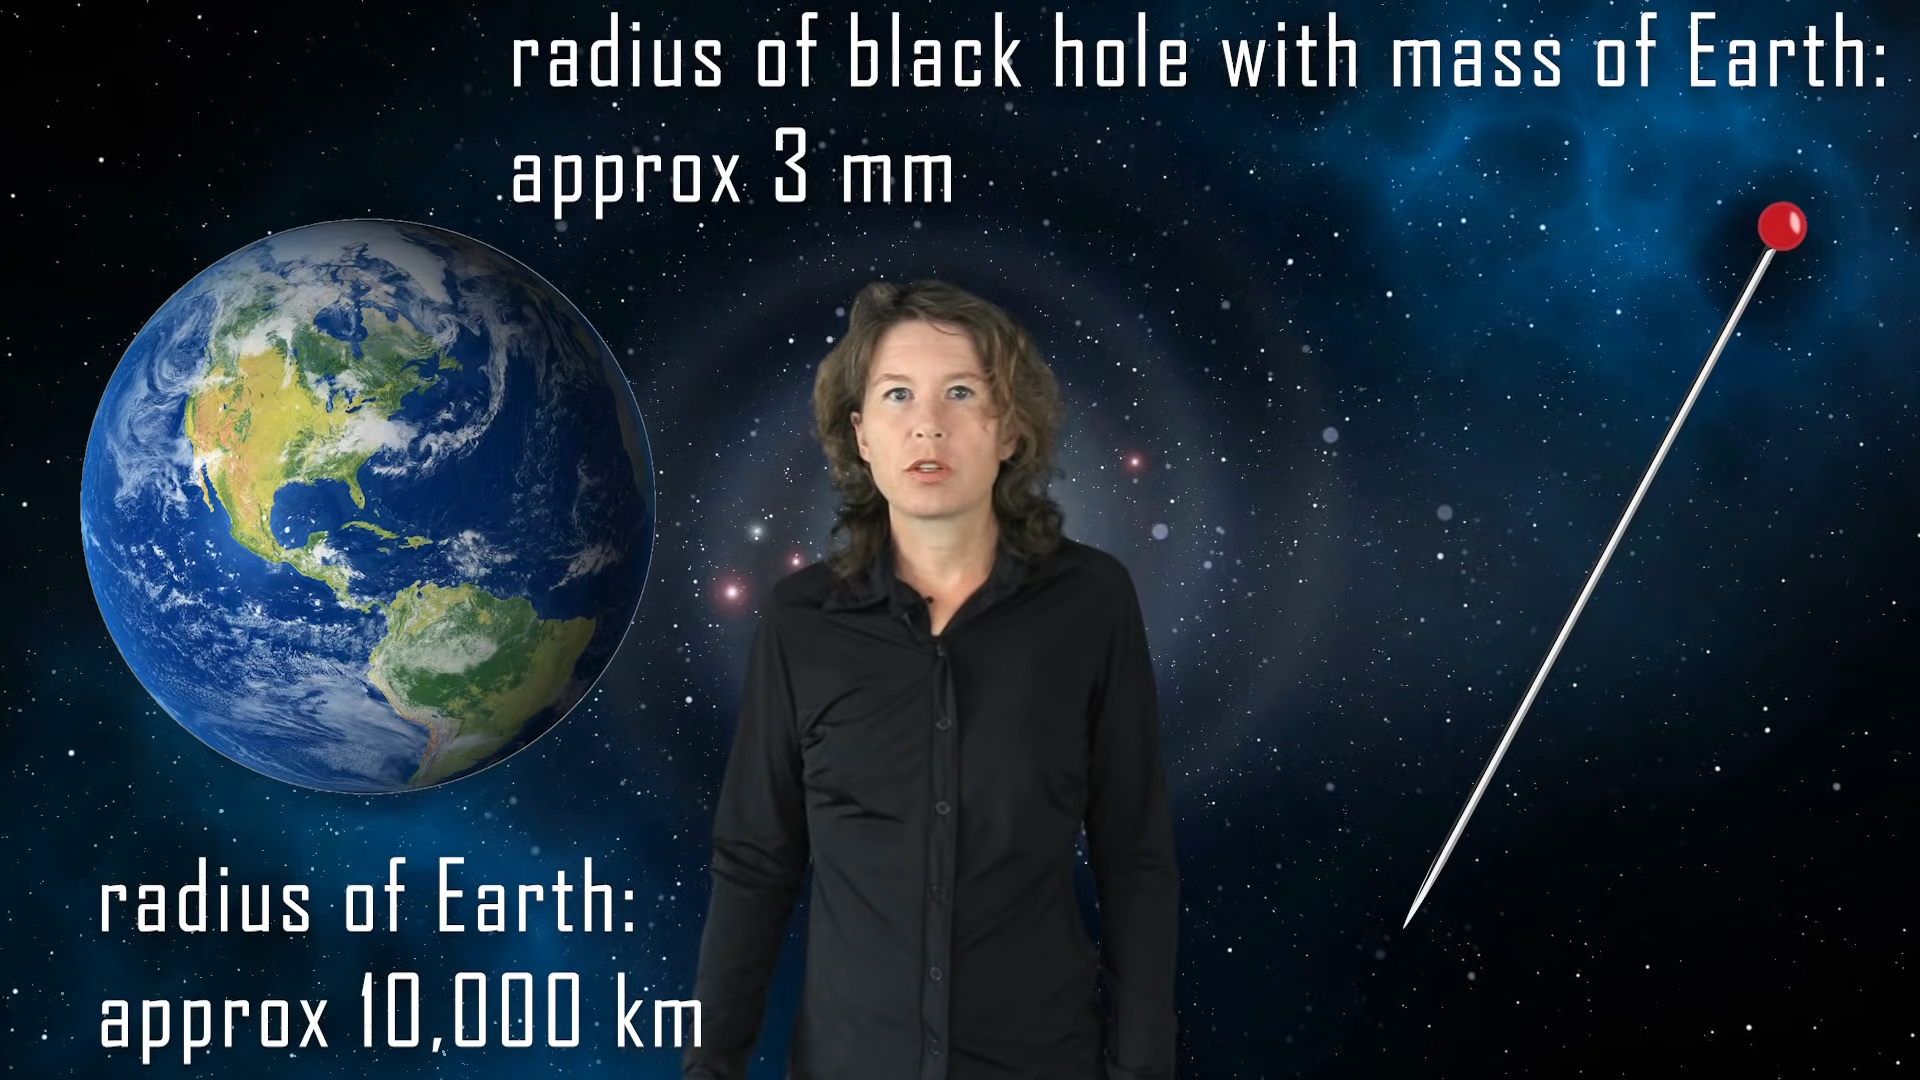 radius of black hole with mass of Earth:
approx 3 mm
radius of Earth:
approx 10,000 km